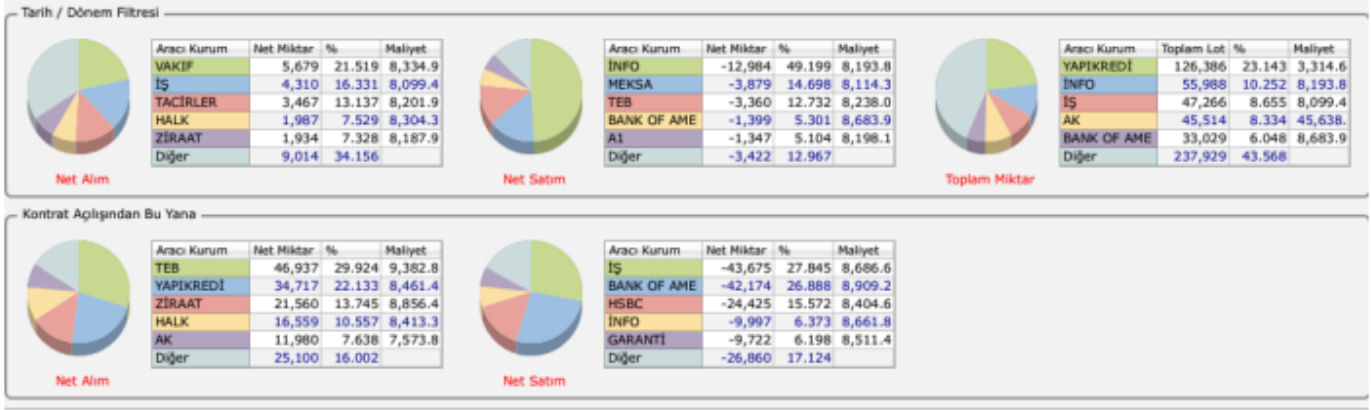 Tarih / Dönem Filtresi
Aracı Kurum Net Miktar % Maliyet
VAKIF 5,679 21.519 8,334.9
İŞ 4,310 16.331 8,099.4
TACİRLER 3,467 13.137 8,201.9
HALK 1,987 7.529 8,304.3
ZİRAAT 1,934 7.328 8,187.9
Diğer 9,014 34.156
Net Alım
Aracı Kurum Net Miktar % Maliyet
İNFO -12,984 49.199 8,193.8
MEKSA -3,879 14.698 8,114.3
TEB -3,360 12.732 8,238.0
BANK OF AME -1,399 5.301 8,683.9
A1 -1,347 5.104 8,198.1
Diğer -3,422 12.967
Net Satım
Aracı Kurum Toplam Lot % Maliyet
YAPIKREDİ 126,386 23.143 3,314.6
İNFO 55,988 10.252 8,193.8
İŞ 47,266 8.655 8,099.4
AK 45,514 8.334 45,638.
BANK OF AME 33,029 6.048 8,683.9
Diğer 237,929 43.568
Toplam Miktar
Kontrat Açılışından Bu Yana
Aracı Kurum Net Miktar % Maliyet
TEB 46,937 29.924 9,382.8
YAPIKREDİ 34,717 22.133 8,461.4
ZİRAAT 21,560 13.745 8,856.4
HALK 16,559 10.557 8,413.3
AK 11,980 7.638 7,573.8
Diğer 25,100 16.002
Net Alım
Aracı Kurum Net Miktar % Maliyet
İŞ -43,675 27.845 8,686.6
BANK OF AME -42,174 26.888 8,909.2
HSBC -24,425 15.572 8,404.6
İNFO -9,997 6.373 8,661.8
GARANTİ -9,722 6.198 8,511.4
Diğer -26,860 17.124
Net Satım